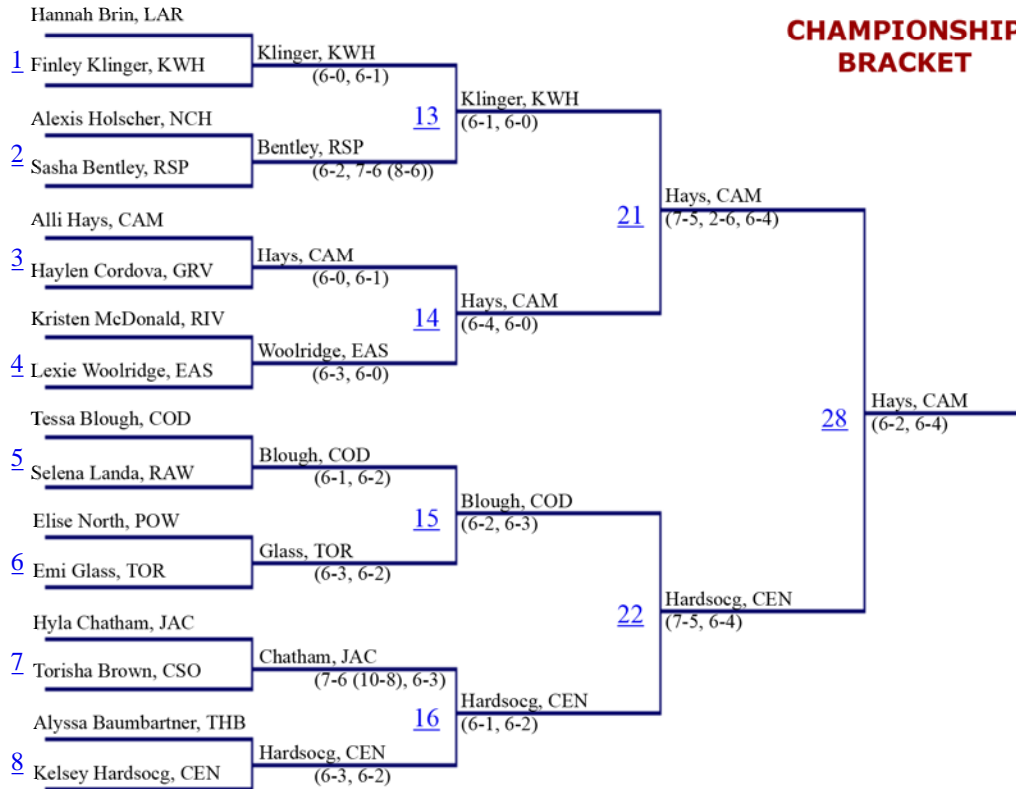 Hannah Brin, LAR
CHAMPIONSHIP
BRACKET
1
Finley Klinger, KWH
Klinger, KWH
(6-0, 6-1)
Alexis Holscher, NCH
13
Klinger, KWH
(6-1, 6-0)
2
Sasha Bentley, RSP
Bentley, RSP
(6-2, 7-6 (8-6))
Alli Hays, CAM
21
Hays, CAM
(7-5, 2-6, 6-4)
3
Haylen Cordova, GRV
Hays, CAM
(6-0, 6-1)
Kristen McDonald, RIV
14
Hays, CAM
(6-4, 6-0)
4
Lexie Woolridge, EAS
Woolridge, EAS
(6-3, 6-0)
28
Hays, CAM
(6-2, 6-4)
Tessa Blough, COD
5
Selena Landa, RAW
Blough, COD
(6-1, 6-2)
Elise North, POW
15
Blough, COD
(6-2, 6-3)
6
Emi Glass, TOR
Glass, TOR
(6-3, 6-2)
Hyla Chatham, JAC
22
Hardsocg, CEN
(7-5, 6-4)
7
Torisha Brown, CSO
Chatham, JAC
(7-6 (10-8), 6-3)
Alyssa Baumbartner, THB
16
Hardsocg, CEN
(6-1, 6-2)
8
Kelsey Hardsocg, CEN
Hardsocg, CEN
(6-3, 6-2)